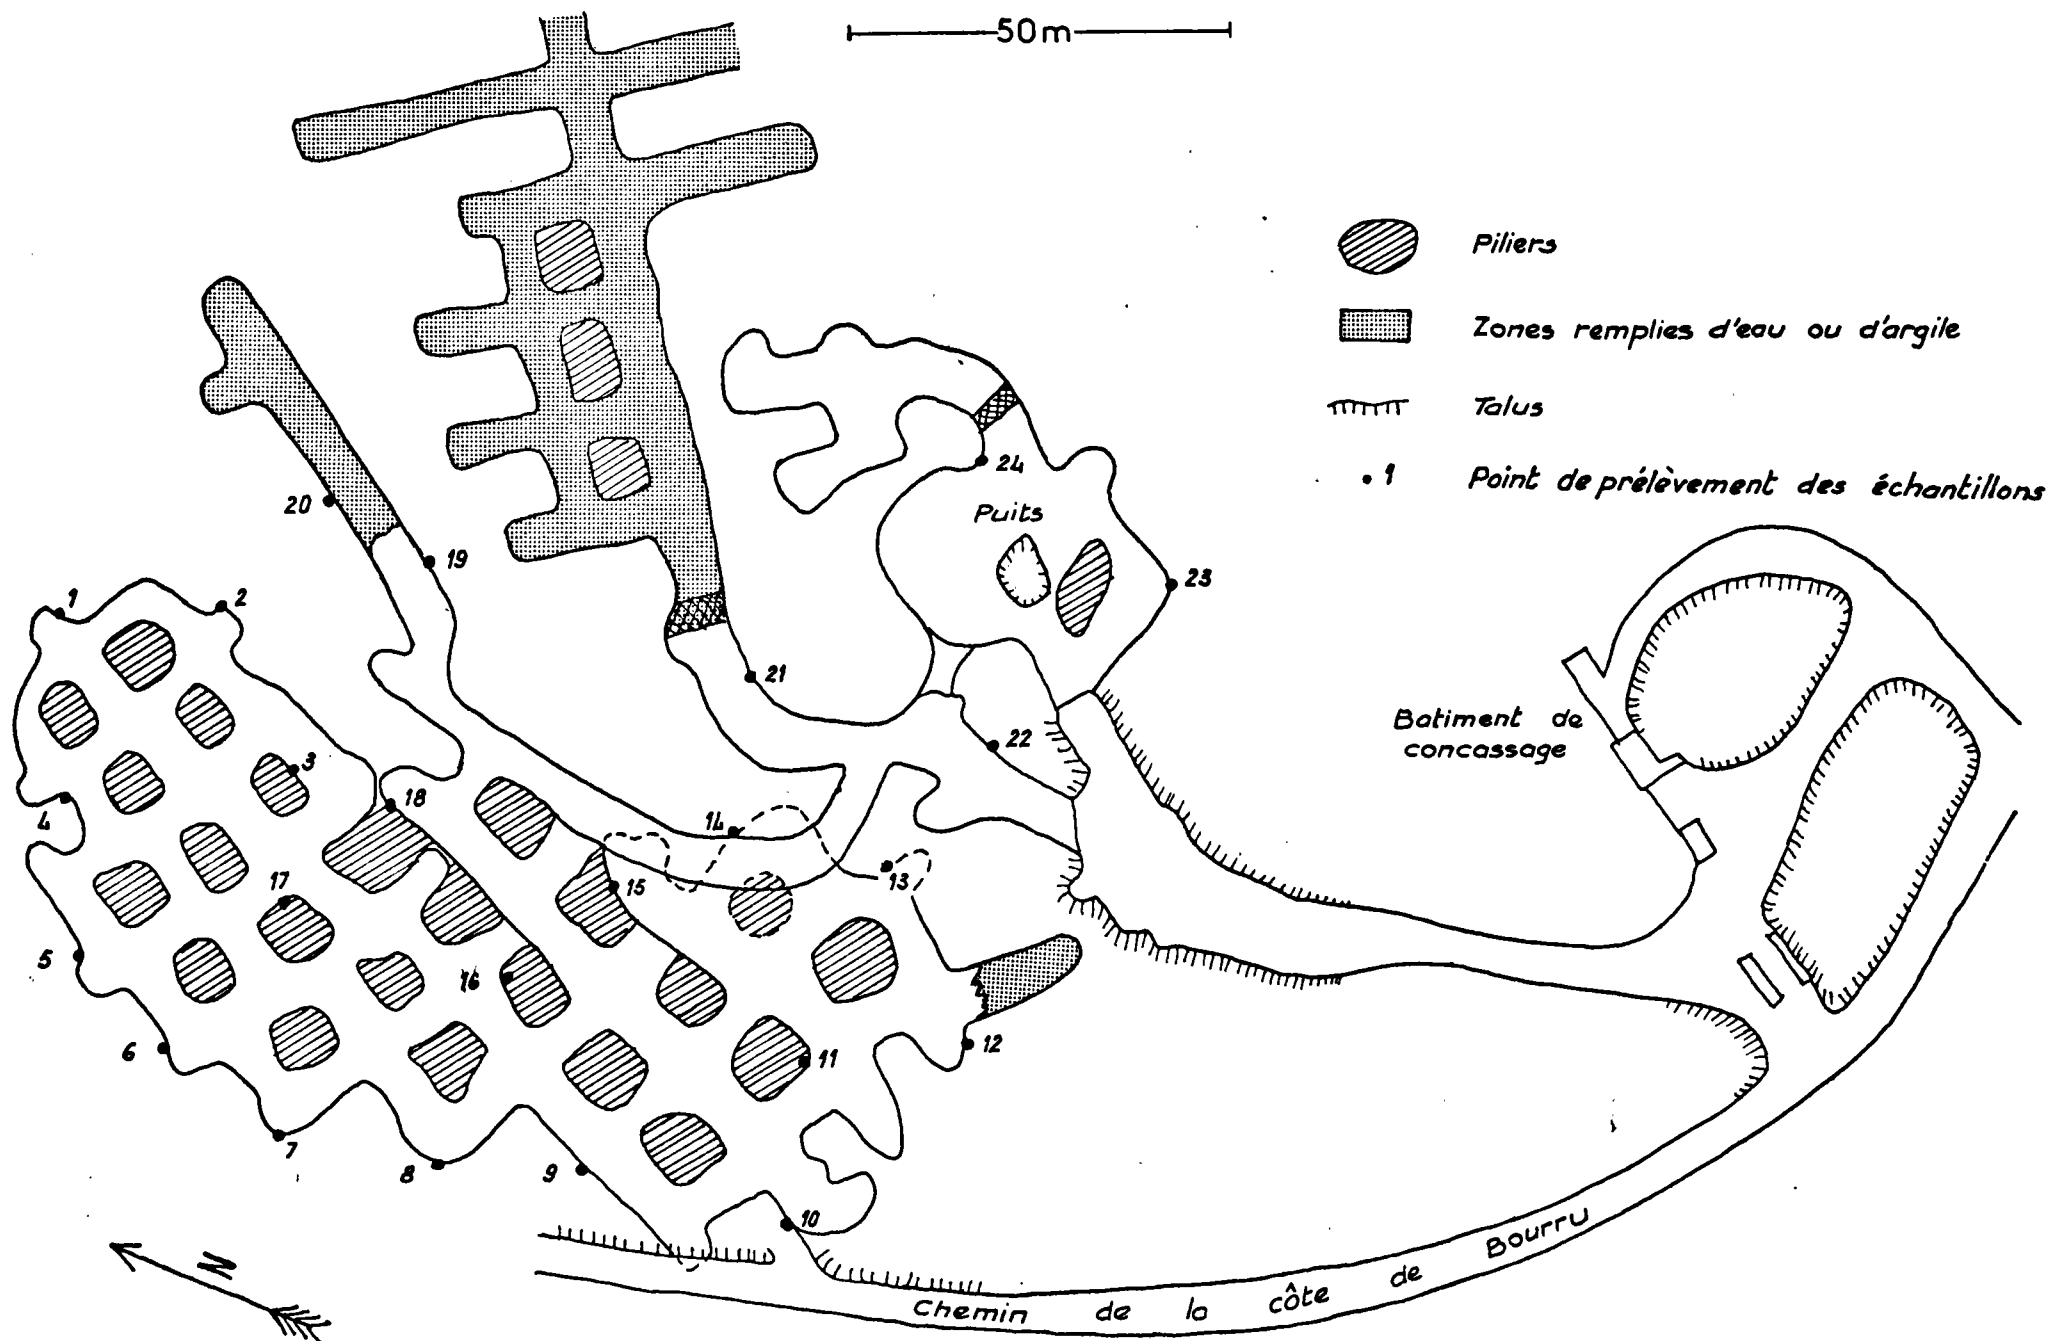 50m
Piliers
Zones remplies d'eau ou d'argile
Talus
1 Point de prélèvement des échantillons
Puits
24
23
20
19
1
2
21
22
Batiment de
concassage
3
4
18
14
13
17
15
5
16
6
11
12
7
8
9
10
N
Chemin de la côte de Bourru